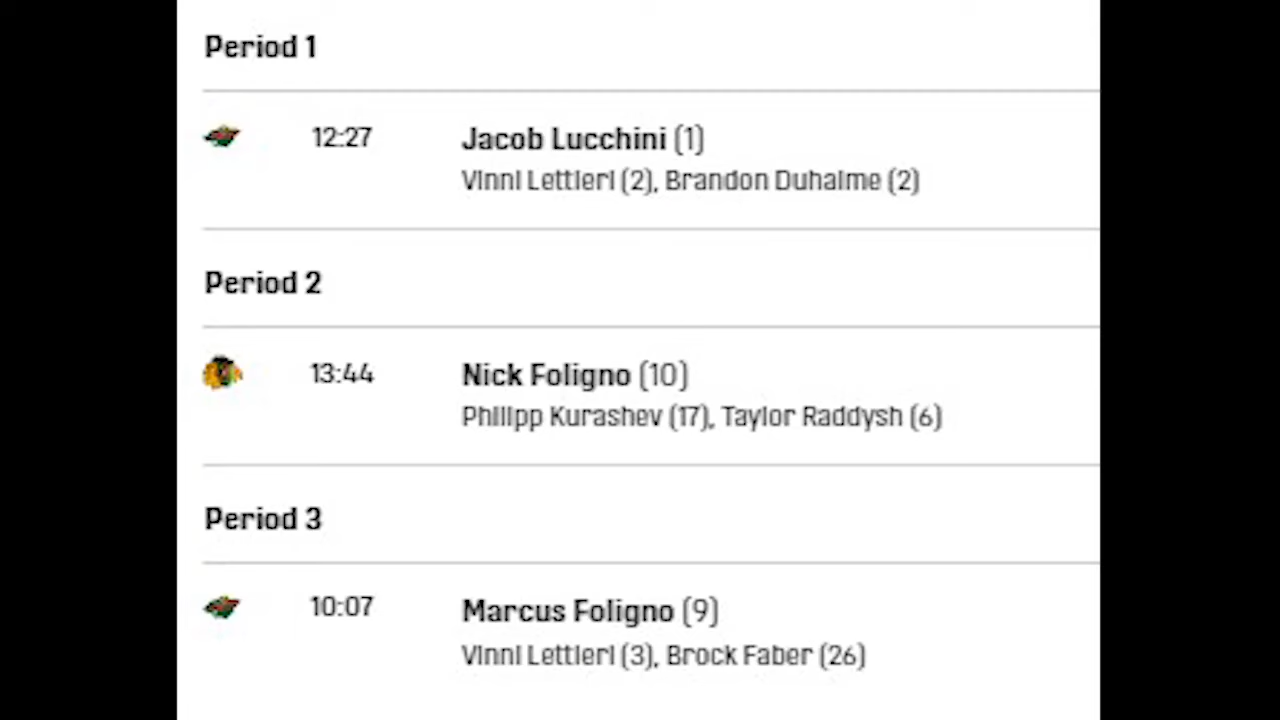 Period 1
12:27 Jacob Lucchini (1)
Vinni Lettieri (2), Brandon Duhaime (2)
Period 2
13:44 Nick Foligno (10)
Philipp Kurashev (17), Taylor Raddysh (6)
Period 3
10:07 Marcus Foligno (9)
Vinni Lettieri (3), Brock Faber (26)